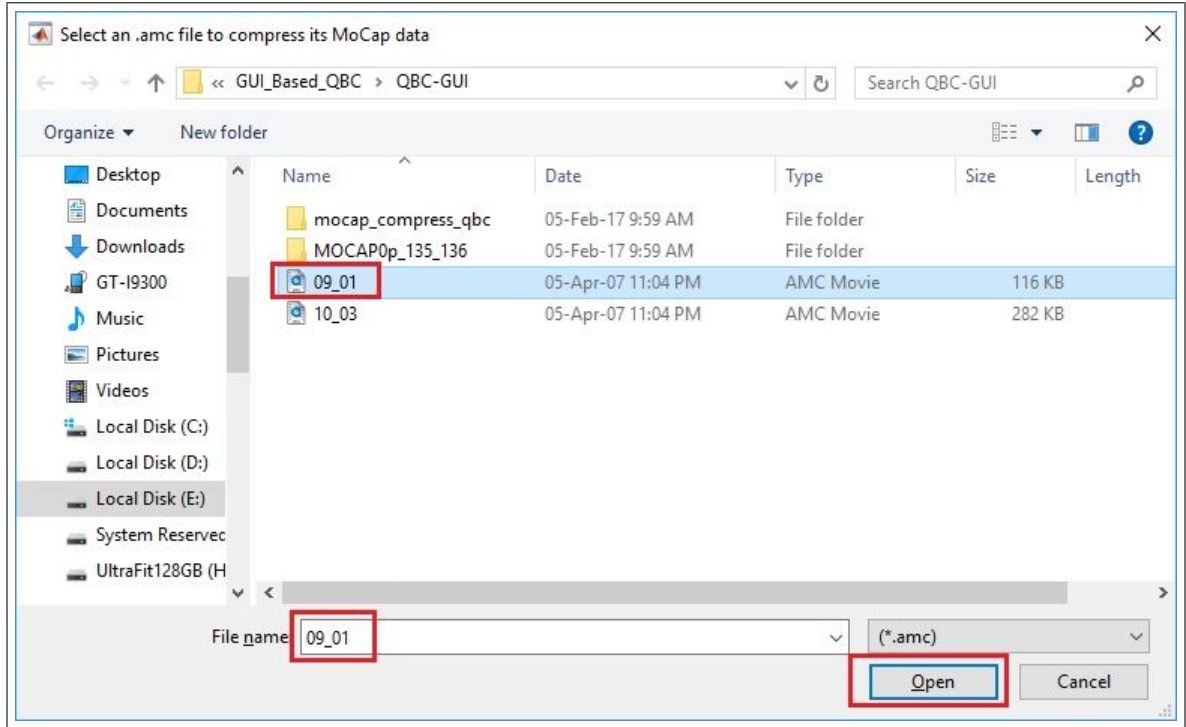 Select an .amc file to compress its MoCap data
« GUI_Based_QBC > QBC-GUI Search QBC-GUI
Organize New folder
Name Date Type Size Length
Desktop
Documents
Downloads
GT-I9300
Music
Pictures
Videos
Local Disk (C:)
Local Disk (D:)
Local Disk (E:)
System Reserved
UltraFit128GB (H
mocap_compress_qbc 05-Feb-17 9:59 AM File folder
MOCAP0p_135_136 05-Feb-17 9:59 AM File folder
09_01 05-Apr-07 11:04 PM AMC Movie 116 KB
10_03 05-Apr-07 11:04 PM AMC Movie 282 KB
File name 09_01 (*.amc)
Open Cancel